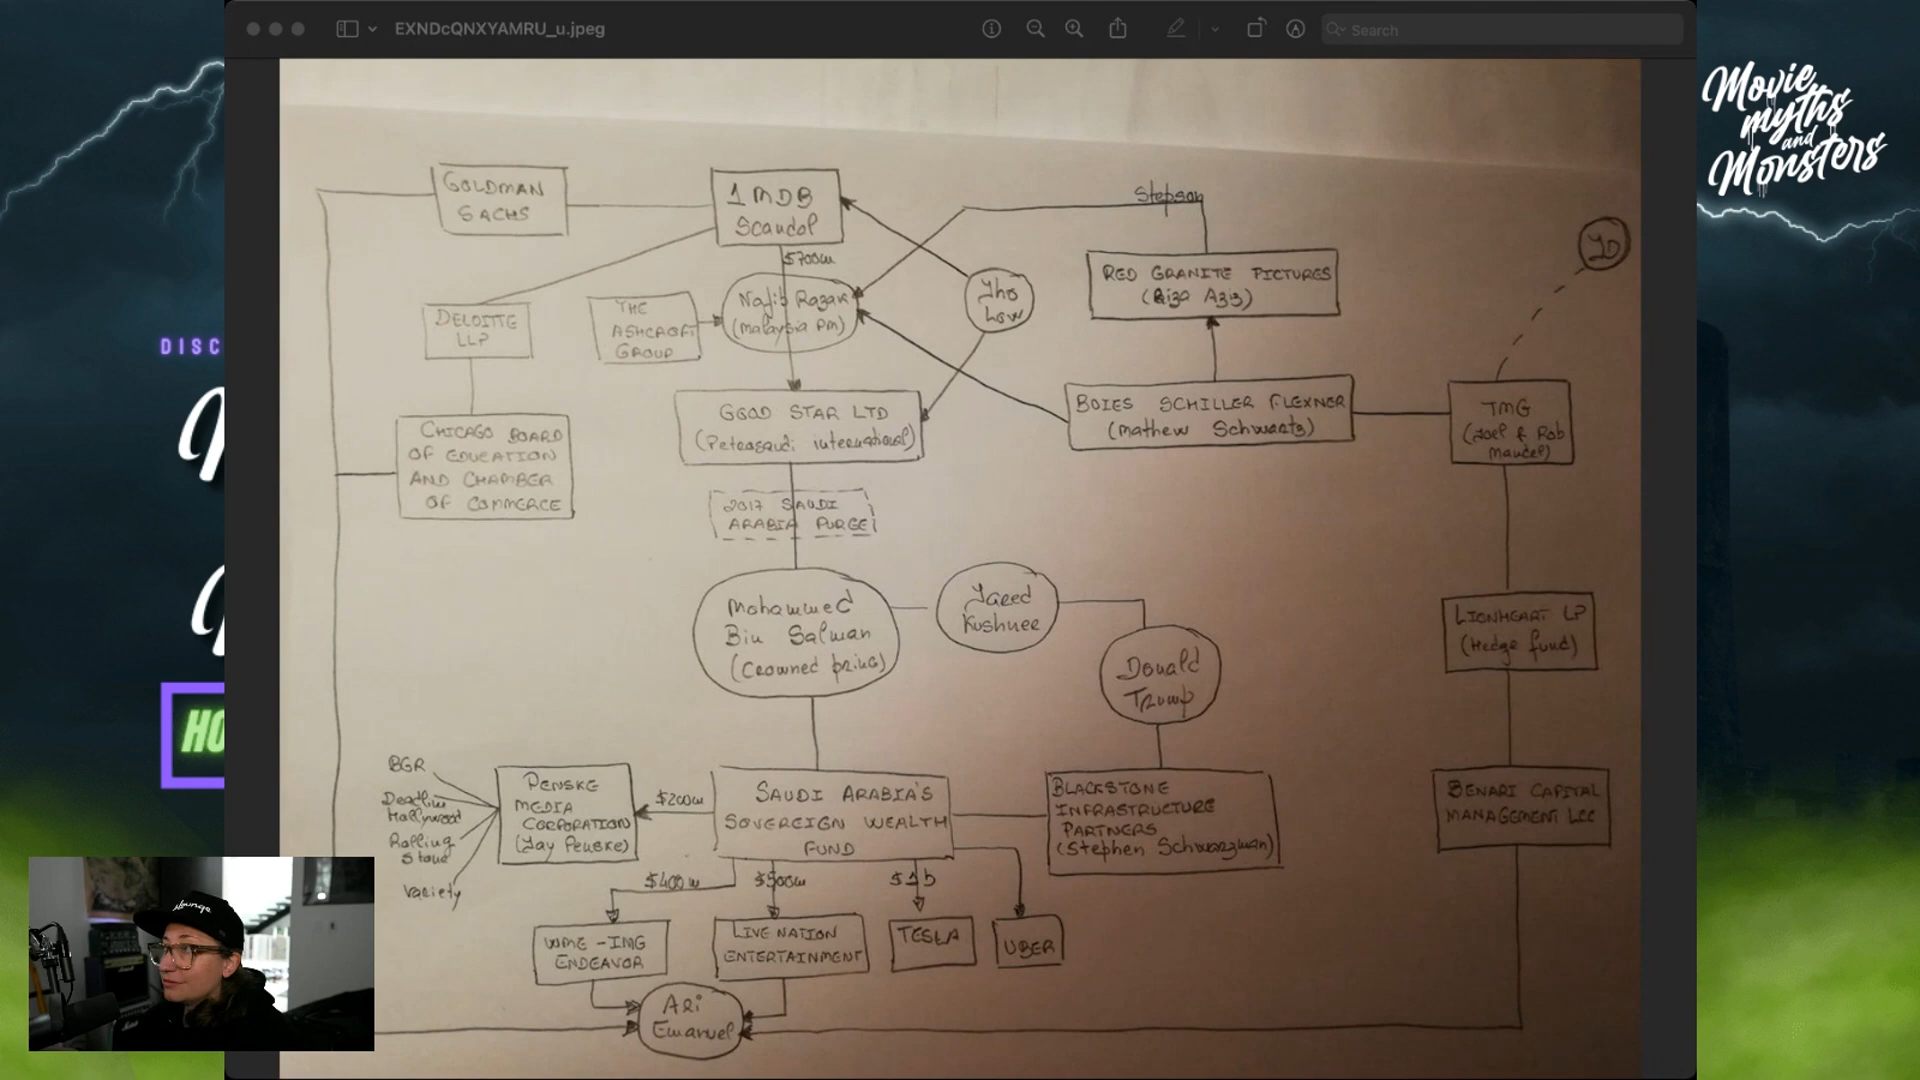 EXNDcQNXYAMRU_u.jpeg
Search
Movie
myths
and
Monsters
DISC
HO
GOLDMAN
SACHS
1MDB
Scandal
Stepson
JD
$700m
RED GRANITE PICTURES
(Riza Aziz)
Jho
Low
Najib Razak
(Malaysia PM)
THE
ASHCROFT
GROUP
DELOITTE
LLP
GOOD STAR LTD
(Petrosaudi international)
BOIES SCHILLER FLEXNER
(Mathew Schwartz)
TMG
(Joel & Rob
Mandel)
CHICAGO BOARD
OF EDUCATION
AND CHAMBER
OF COMMERCE
2017 SAUDI
ARABIA PURGE
Mohammed
Bin Salman
(Crowned prince)
Jared
Kushner
Donald
Trump
LIONHEART LP
(Hedge fund)
BGR
Deadline
Hollywood
Rolling
Stone
Variety
PENSKE
MEDIA
CORPORATION
(Jay Penske)
$200m
SAUDI ARABIA'S
SOVEREIGN WEALTH
FUND
BLACKSTONE
INFRASTRUCTURE
PARTNERS
(Stephen Schwarzman)
BENARI CAPITAL
MANAGEMENT LLC
$400m
$500m
$1b
WME-IMG
ENDEAVOR
LIVE NATION
ENTERTAINMENT
TESLA
UBER
Ari
Emanuel
lounge